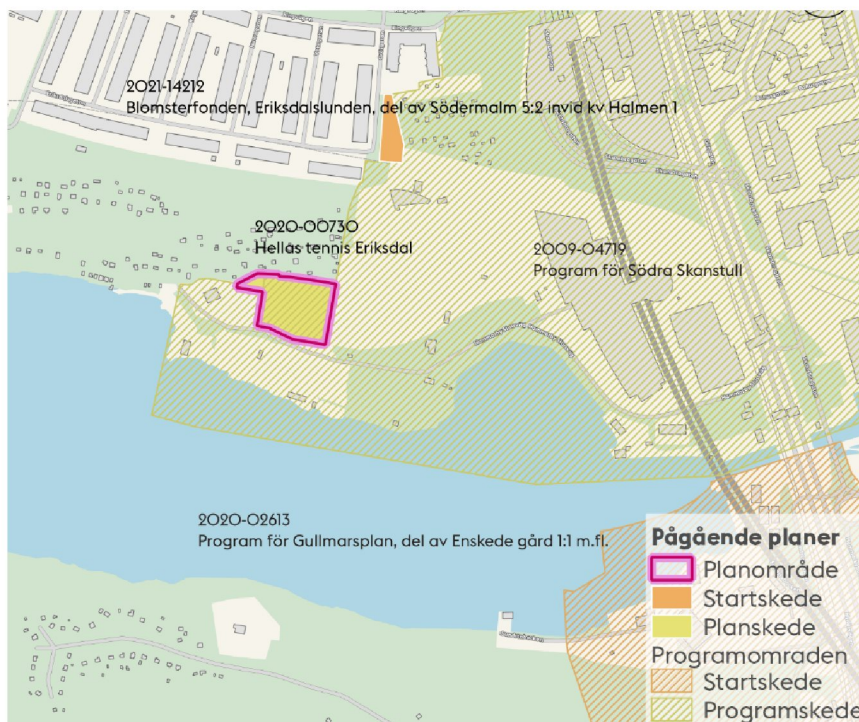 2021-14212
Blomsterfonden, Eriksdalslunden, del av Södermalm 5:2 invid kv Halmen 1
2020-00730
Hellas tennis Eriksdal
2009-04719
Program för Södra Skanstull
2020-02613
Program för Gullmarsplan, del av Enskede gård 1:1 m.fl.
Pågående planer
Planområde
Startskede
Planskede
Programområden
Startskede
Programskede